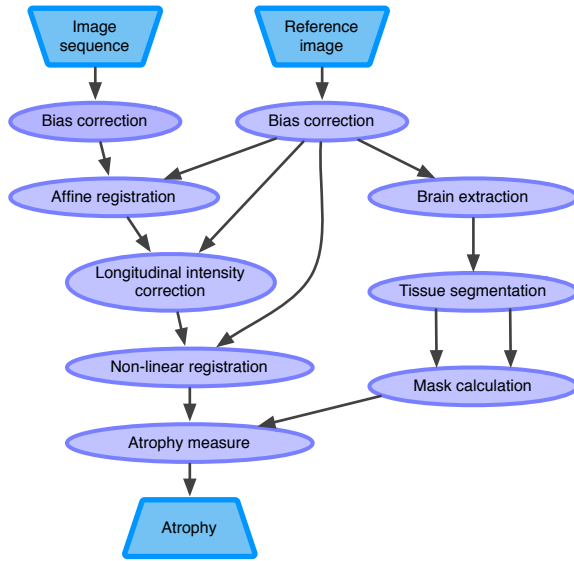 Image
sequence
Reference
image
Bias correction
Bias correction
Affine registration
Brain extraction
Longitudinal intensity
correction
Tissue segmentation
Non-linear registration
Mask calculation
Atrophy measure
Atrophy